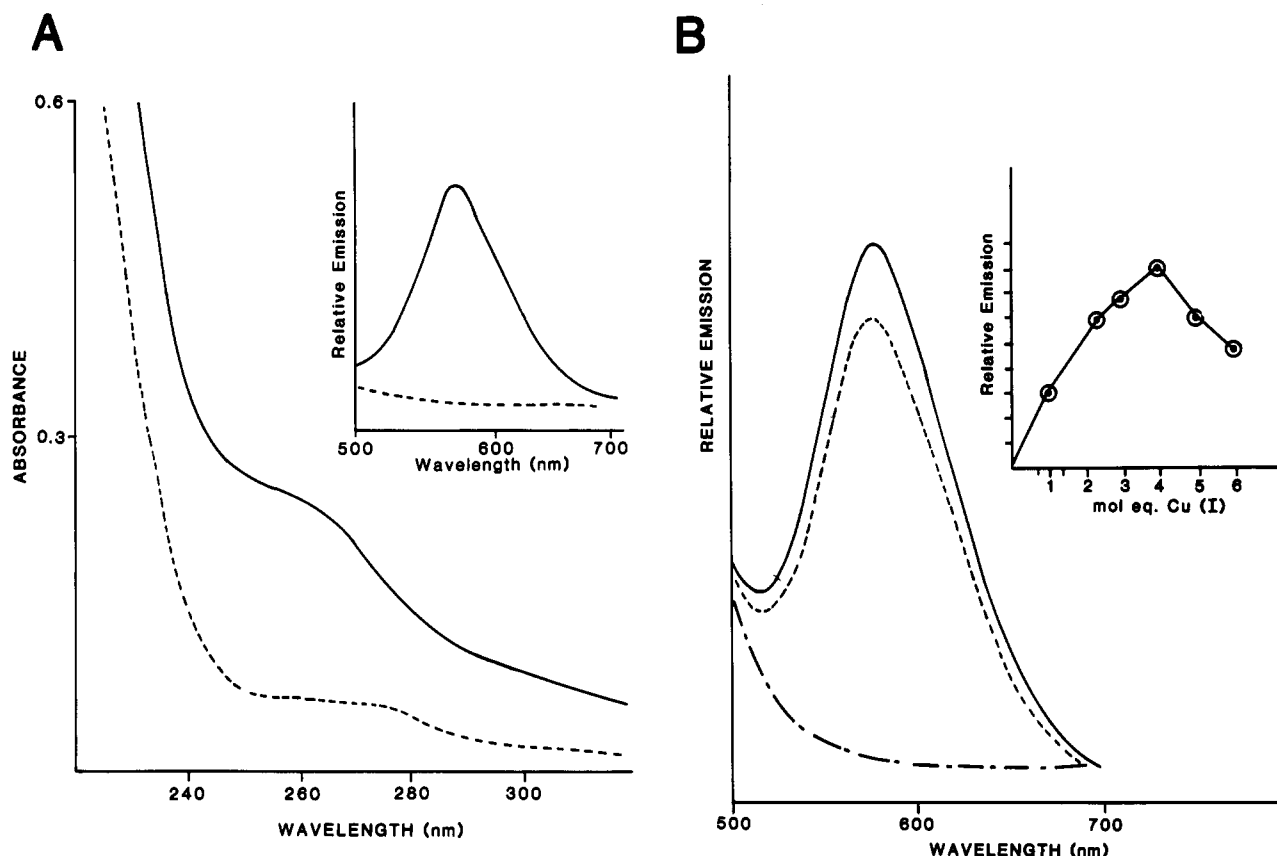 A
0.6
0.3
ABSORBANCE
240
260
280
300
WAVELENGTH (nm)
Relative Emission
500
600
700
Wavelength (nm)
B
RELATIVE EMISSION
500
600
700
WAVELENGTH (nm)
Relative Emission
1
2
3
4
5
6
mol eq. Cu (I)